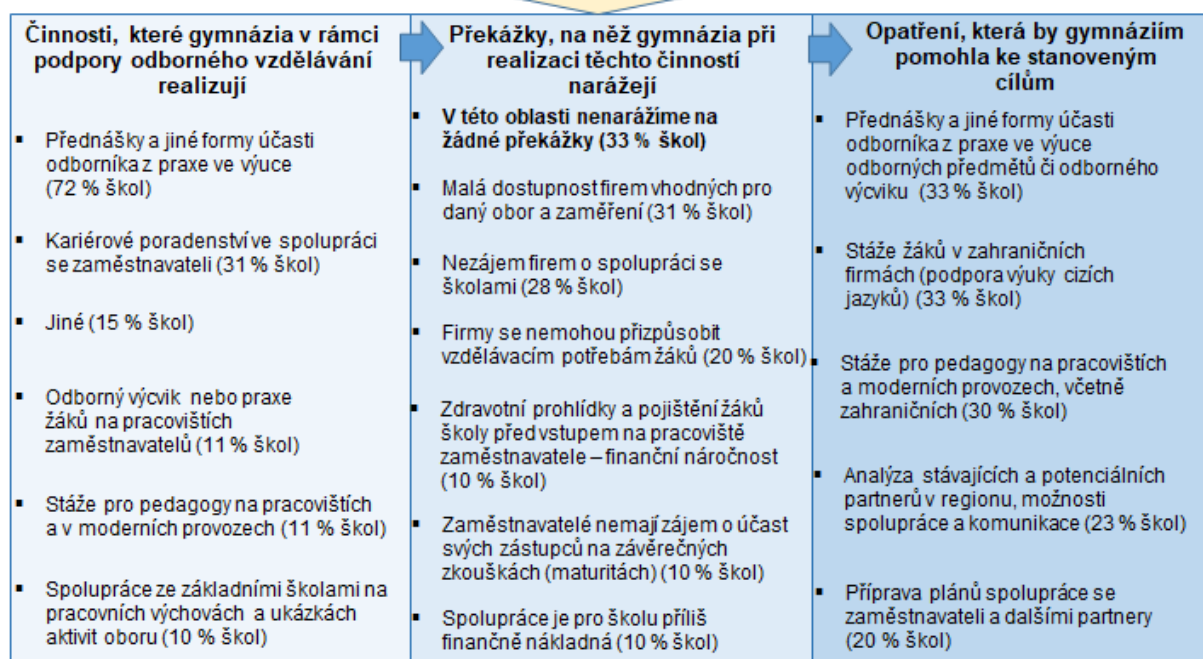 Činnosti, které gymnázia v rámci
podpory odborného vzdělávání
realizují
▪ Přednášky a jiné formy účasti
odborníka z praxe ve výuce
(72 % škol)
▪ Kariérové poradenství ve spolupráci
se zaměstnavateli (31 % škol)
▪ Jiné (15 % škol)
▪ Odborný výcvik nebo praxe
žáků na pracovištích
zaměstnavatelů (11 % škol)
▪ Stáže pro pedagogy na pracovištích
a v moderních provozech (11 % škol)
▪ Spolupráce ze základními školami na
pracovních výchovách a ukázkách
aktivit oboru (10 % škol)
Překážky, na něž gymnázia při
realizaci těchto činností
narážejí
▪ V této oblasti nenarážíme na
žádné překážky (33 % škol)
▪ Malá dostupnost firem vhodných pro
daný obor a zaměření (31 % škol)
▪ Nezájem firem o spolupráci se
školami (28 % škol)
▪ Firmy se nemohou přizpůsobit
vzdělávacím potřebám žáků (20 % škol)
▪ Zdravotní prohlídky a pojištění žáků
školy před vstupem na pracoviště
zaměstnavatele – finanční náročnost
(10 % škol)
▪ Zaměstnavatelé nemají zájem o účast
svých zástupců na závěrečných
zkouškách (maturitách) (10 % škol)
▪ Spolupráce je pro školu příliš
finančně nákladná (10 % škol)
Opatření, která by gymnáziím
pomohla ke stanoveným
cílům
▪ Přednášky a jiné formy účasti
odborníka z praxe ve výuce
odborných předmětů či odborného
výcviku (33 % škol)
▪ Stáže žáků v zahraničních
firmách (podpora výuky cizích
jazyků) (33 % škol)
▪ Stáže pro pedagogy na pracovištích
a moderních provozech, včetně
zahraničních (30 % škol)
▪ Analýza stávajících a potenciálních
partnerů v regionu, možnosti
spolupráce a komunikace (23 % škol)
▪ Příprava plánů spolupráce se
zaměstnavateli a dalšími partnery
(20 % škol)